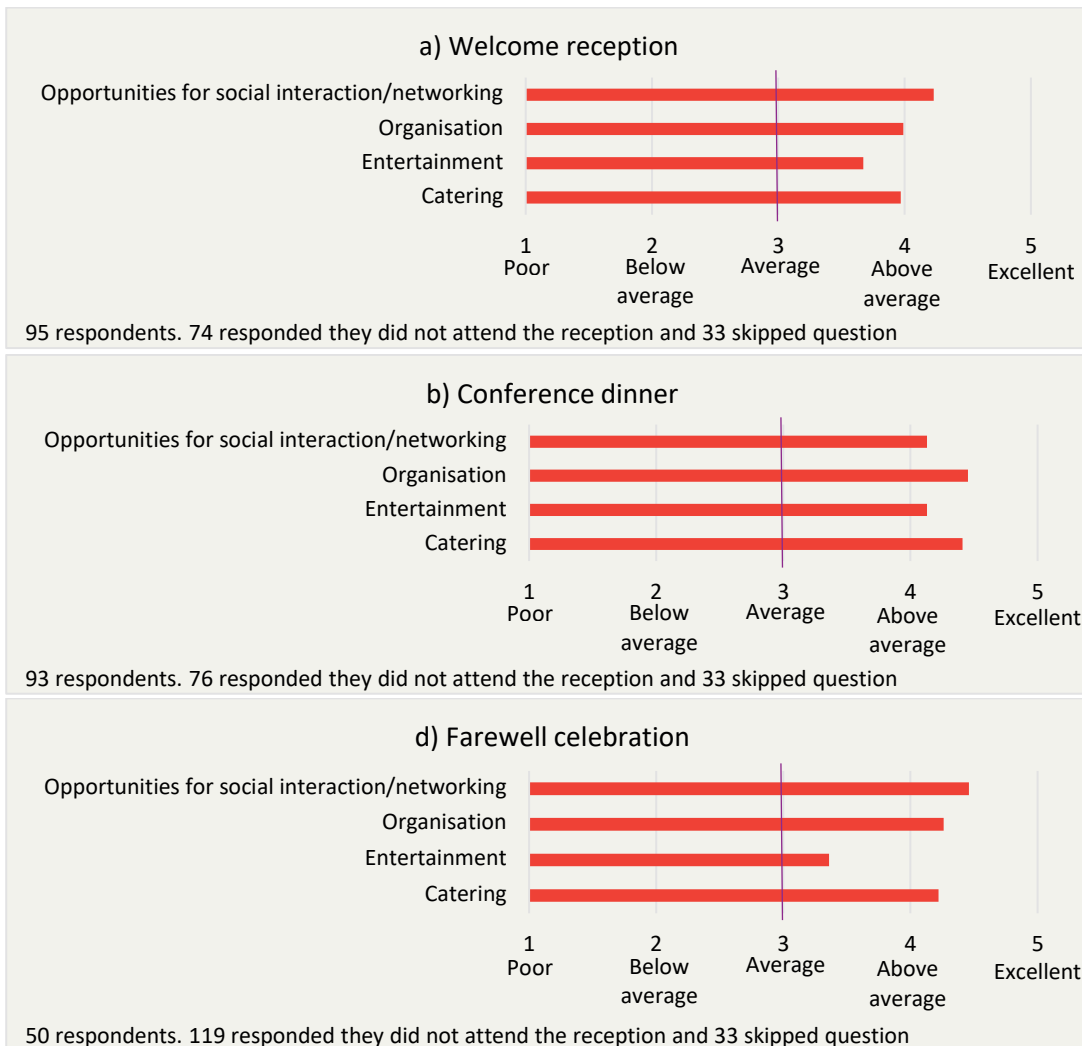 a) Welcome reception
Opportunities for social interaction/networking
Organisation
Entertainment
Catering
1 2 3 4 5
Poor Below Average Above Excellent
average average
95 respondents. 74 responded they did not attend the reception and 33 skipped question
b) Conference dinner
Opportunities for social interaction/networking
Organisation
Entertainment
Catering
1 2 3 4 5
Poor Below Average Above Excellent
average average
93 respondents. 76 responded they did not attend the reception and 33 skipped question
d) Farewell celebration
Opportunities for social interaction/networking
Organisation
Entertainment
Catering
1 2 3 4 5
Poor Below Average Above Excellent
average average
50 respondents. 119 responded they did not attend the reception and 33 skipped question